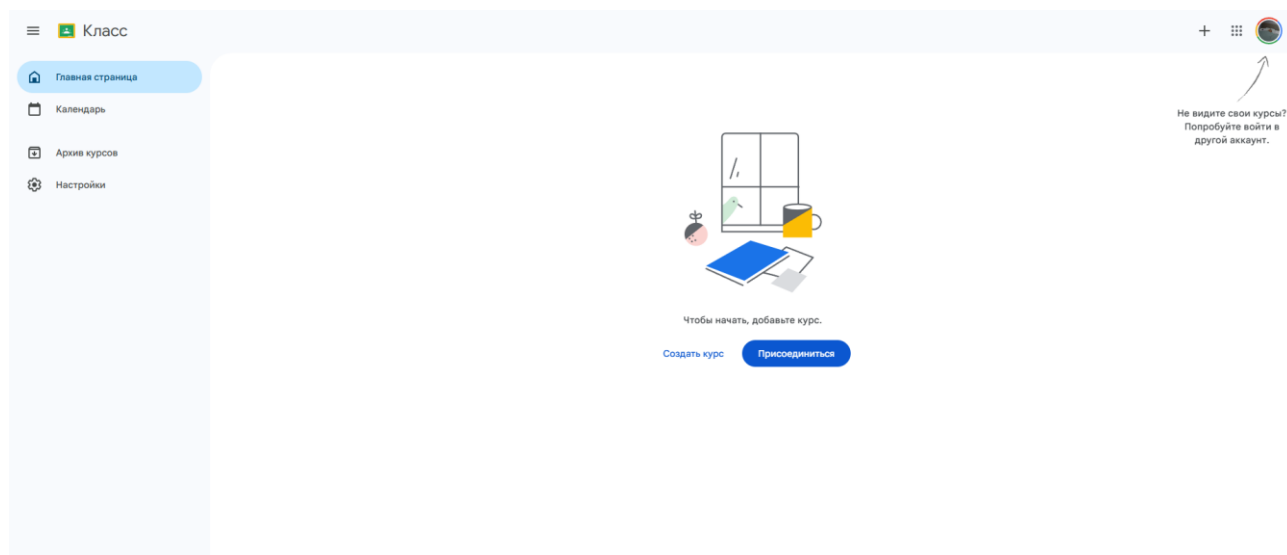 Класс
Главная страница
Календарь
Архив курсов
Настройки
Не видите свои курсы?
Попробуйте войти в
другой аккаунт.
Чтобы начать, добавьте курс.
Создать курс
Присоединиться